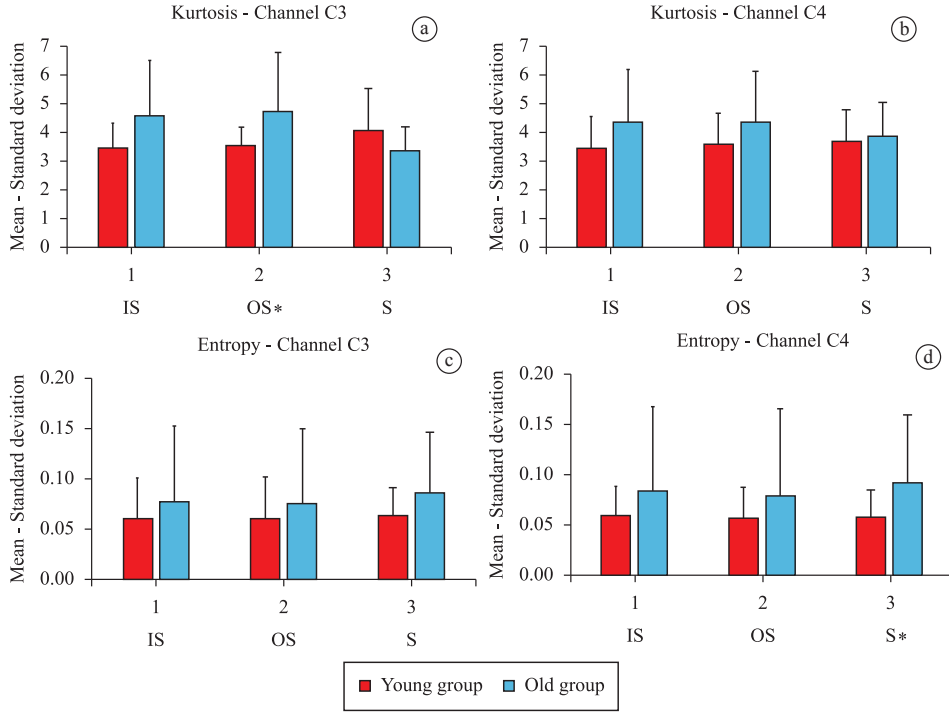 Kurtosis - Channel C3
a
Mean - Standard deviation
7
6
5
4
3
2
1
0
1 2 3
IS OS* S
Kurtosis - Channel C4
b
Mean - Standard deviation
7
6
5
4
3
2
1
0
1 2 3
IS OS S
Entropy - Channel C3
c
Mean - Standard deviation
0.20
0.15
0.10
0.05
0.00
1 2 3
IS OS S
Entropy - Channel C4
d
Mean - Standard deviation
0.20
0.15
0.10
0.05
0.00
1 2 3
IS OS S*
Young group Old group